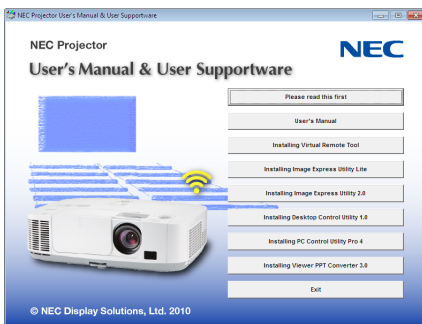 NEC Projector User's Manual & User Supportware
NEC Projector
NEC
User's Manual & User Supportware
Please read this first
User's Manual
Installing Virtual Remote Tool
Installing Image Express Utility Lite
Installing Image Express Utility 2.0
Installing Desktop Control Utility 1.0
Installing PC Control Utility Pro 4
Installing Viewer PPT Converter 3.0
Exit
© NEC Display Solutions, Ltd. 2010